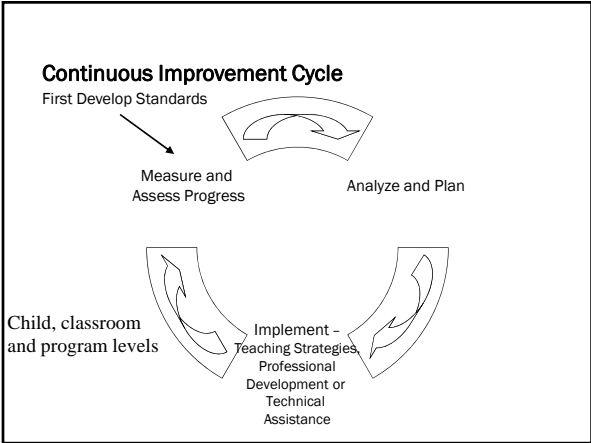 Continuous Improvement Cycle
First Develop Standards
Measure and
Assess Progress
Analyze and Plan
Child, classroom
and program levels
Implement –
Teaching Strategies,
Professional
Development or
Technical
Assistance